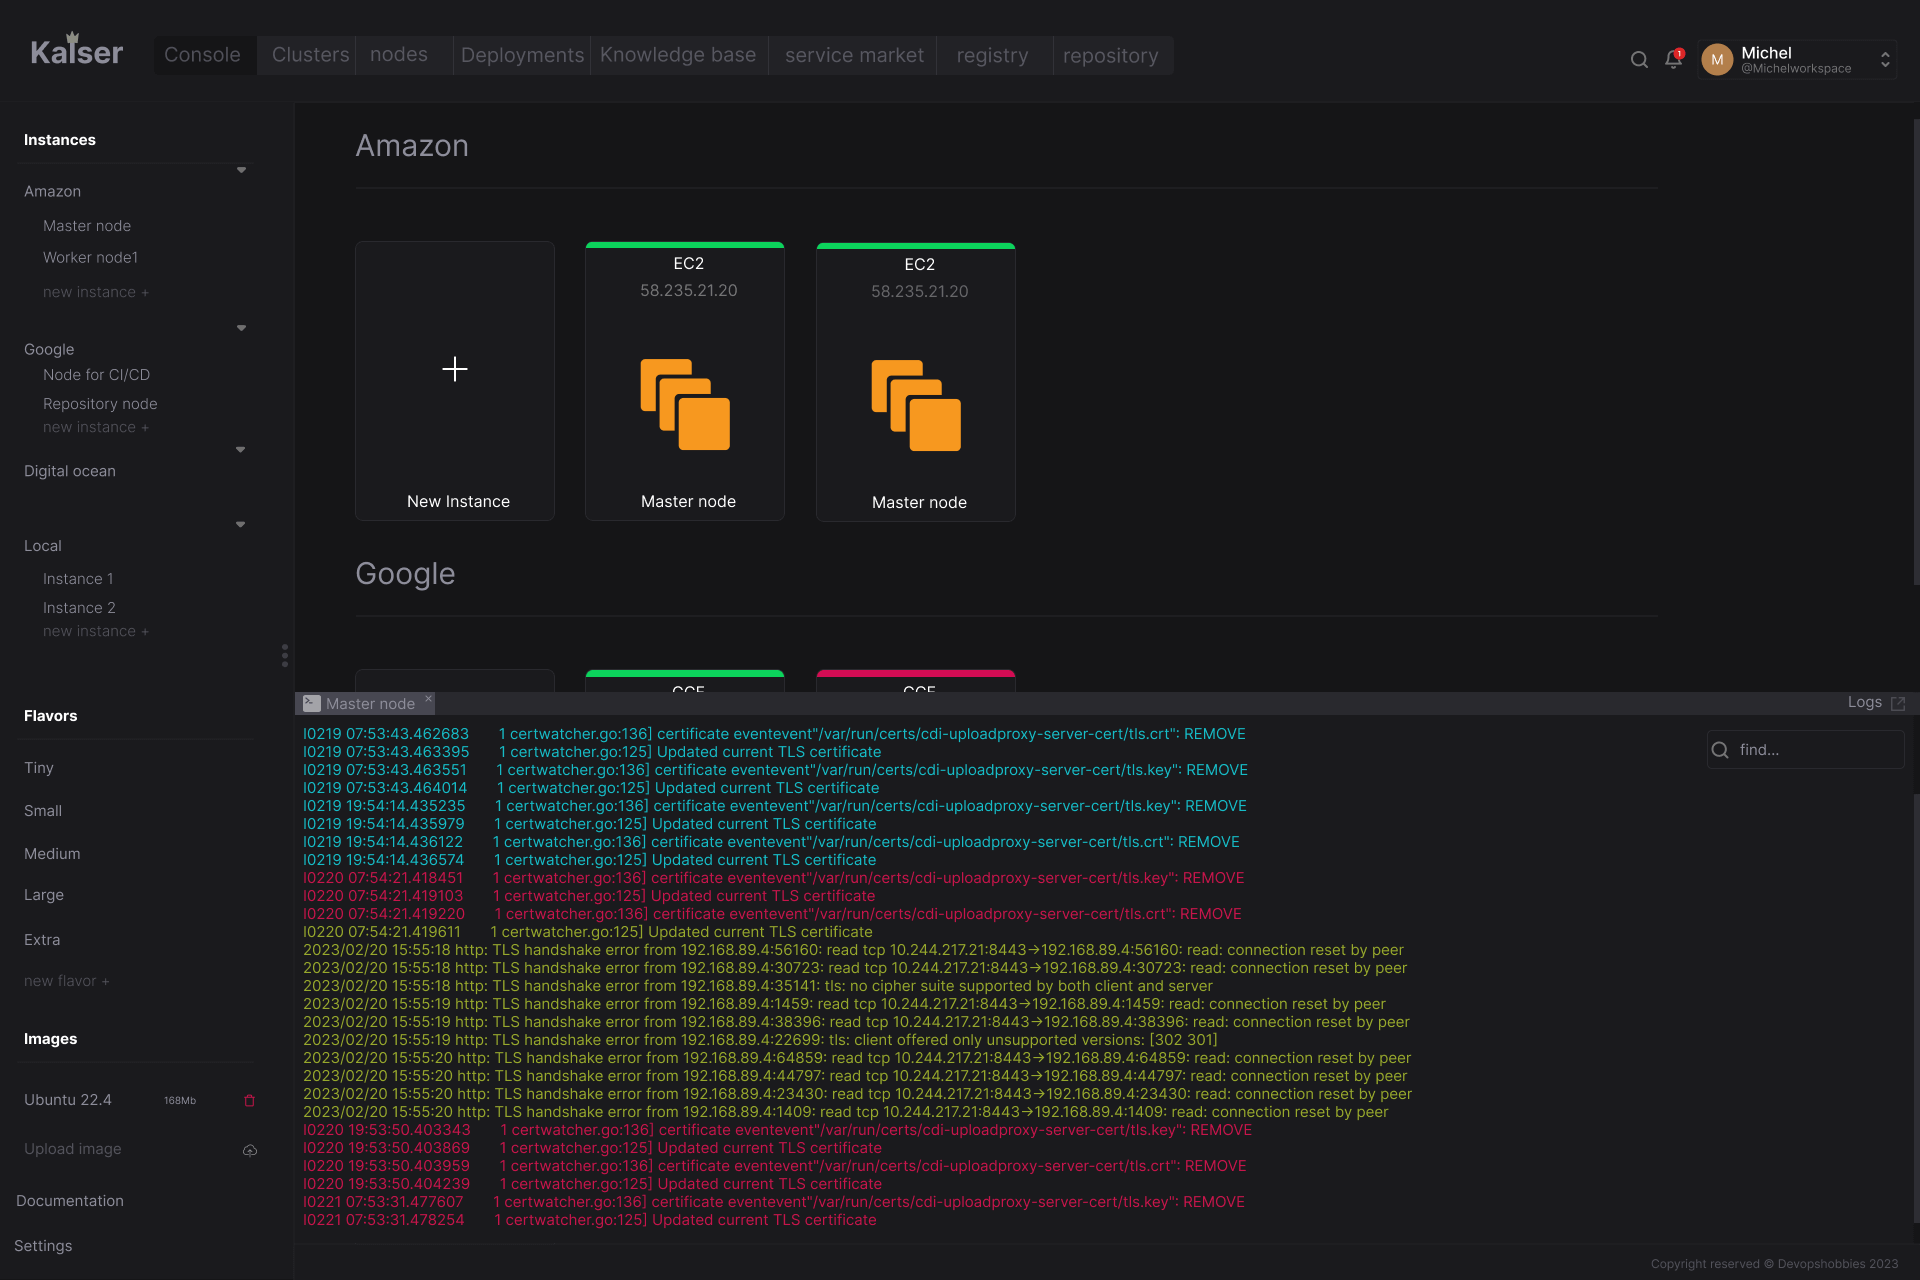 Kaiser
Console
Clusters
nodes
Deployments
Knowledge base
service market
registry
repository
1
M
Michel
@Michelworkspace
Instances
Amazon
Master node
Worker node1
new instance +
Google
Node for CI/CD
Repository node
new instance +
Digital ocean
Local
Instance 1
Instance 2
new instance +
Flavors
Tiny
Small
Medium
Large
Extra
new flavor +
Images
Ubuntu 22.4 168Mb
Upload image
Documentation
Settings
Amazon
New Instance
EC2
58.235.21.20
Master node
EC2
58.235.21.20
Master node
Google
GCE
GCE
Master node ×
Logs
find...
I0219 07:53:43.462683 1 certwatcher.go:136] certificate eventevent"/var/run/certs/cdi-uploadproxy-server-cert/tls.crt": REMOVE
I0219 07:53:43.463395 1 certwatcher.go:125] Updated current TLS certificate
I0219 07:53:43.463551 1 certwatcher.go:136] certificate eventevent"/var/run/certs/cdi-uploadproxy-server-cert/tls.key": REMOVE
I0219 07:53:43.464014 1 certwatcher.go:125] Updated current TLS certificate
I0219 19:54:14.435235 1 certwatcher.go:136] certificate eventevent"/var/run/certs/cdi-uploadproxy-server-cert/tls.key": REMOVE
I0219 19:54:14.435979 1 certwatcher.go:125] Updated current TLS certificate
I0219 19:54:14.436122 1 certwatcher.go:136] certificate eventevent"/var/run/certs/cdi-uploadproxy-server-cert/tls.crt": REMOVE
I0219 19:54:14.436574 1 certwatcher.go:125] Updated current TLS certificate
I0220 07:54:21.418451 1 certwatcher.go:136] certificate eventevent"/var/run/certs/cdi-uploadproxy-server-cert/tls.key": REMOVE
I0220 07:54:21.419103 1 certwatcher.go:125] Updated current TLS certificate
I0220 07:54:21.419220 1 certwatcher.go:136] certificate eventevent"/var/run/certs/cdi-uploadproxy-server-cert/tls.crt": REMOVE
I0220 07:54:21.419611 1 certwatcher.go:125] Updated current TLS certificate
2023/02/20 15:55:18 http: TLS handshake error from 192.168.89.4:56160: read tcp 10.244.217.21:8443->192.168.89.4:56160: read: connection reset by peer
2023/02/20 15:55:18 http: TLS handshake error from 192.168.89.4:30723: read tcp 10.244.217.21:8443->192.168.89.4:30723: read: connection reset by peer
2023/02/20 15:55:18 http: TLS handshake error from 192.168.89.4:35141: tls: no cipher suite supported by both client and server
2023/02/20 15:55:19 http: TLS handshake error from 192.168.89.4:1459: read tcp 10.244.217.21:8443->192.168.89.4:1459: read: connection reset by peer
2023/02/20 15:55:19 http: TLS handshake error from 192.168.89.4:38396: read tcp 10.244.217.21:8443->192.168.89.4:38396: read: connection reset by peer
2023/02/20 15:55:19 http: TLS handshake error from 192.168.89.4:22699: tls: client offered only unsupported versions: [302 301]
2023/02/20 15:55:20 http: TLS handshake error from 192.168.89.4:64859: read tcp 10.244.217.21:8443->192.168.89.4:64859: read: connection reset by peer
2023/02/20 15:55:20 http: TLS handshake error from 192.168.89.4:44797: read tcp 10.244.217.21:8443->192.168.89.4:44797: read: connection reset by peer
2023/02/20 15:55:20 http: TLS handshake error from 192.168.89.4:23430: read tcp 10.244.217.21:8443->192.168.89.4:23430: read: connection reset by peer
2023/02/20 15:55:20 http: TLS handshake error from 192.168.89.4:1409: read tcp 10.244.217.21:8443->192.168.89.4:1409: read: connection reset by peer
I0220 19:53:50.403343 1 certwatcher.go:136] certificate eventevent"/var/run/certs/cdi-uploadproxy-server-cert/tls.key": REMOVE
I0220 19:53:50.403869 1 certwatcher.go:125] Updated current TLS certificate
I0220 19:53:50.403959 1 certwatcher.go:136] certificate eventevent"/var/run/certs/cdi-uploadproxy-server-cert/tls.crt": REMOVE
I0220 19:53:50.404239 1 certwatcher.go:125] Updated current TLS certificate
I0221 07:53:31.477607 1 certwatcher.go:136] certificate eventevent"/var/run/certs/cdi-uploadproxy-server-cert/tls.key": REMOVE
I0221 07:53:31.478254 1 certwatcher.go:125] Updated current TLS certificate
Copyright reserved © Devopshobbies 2023